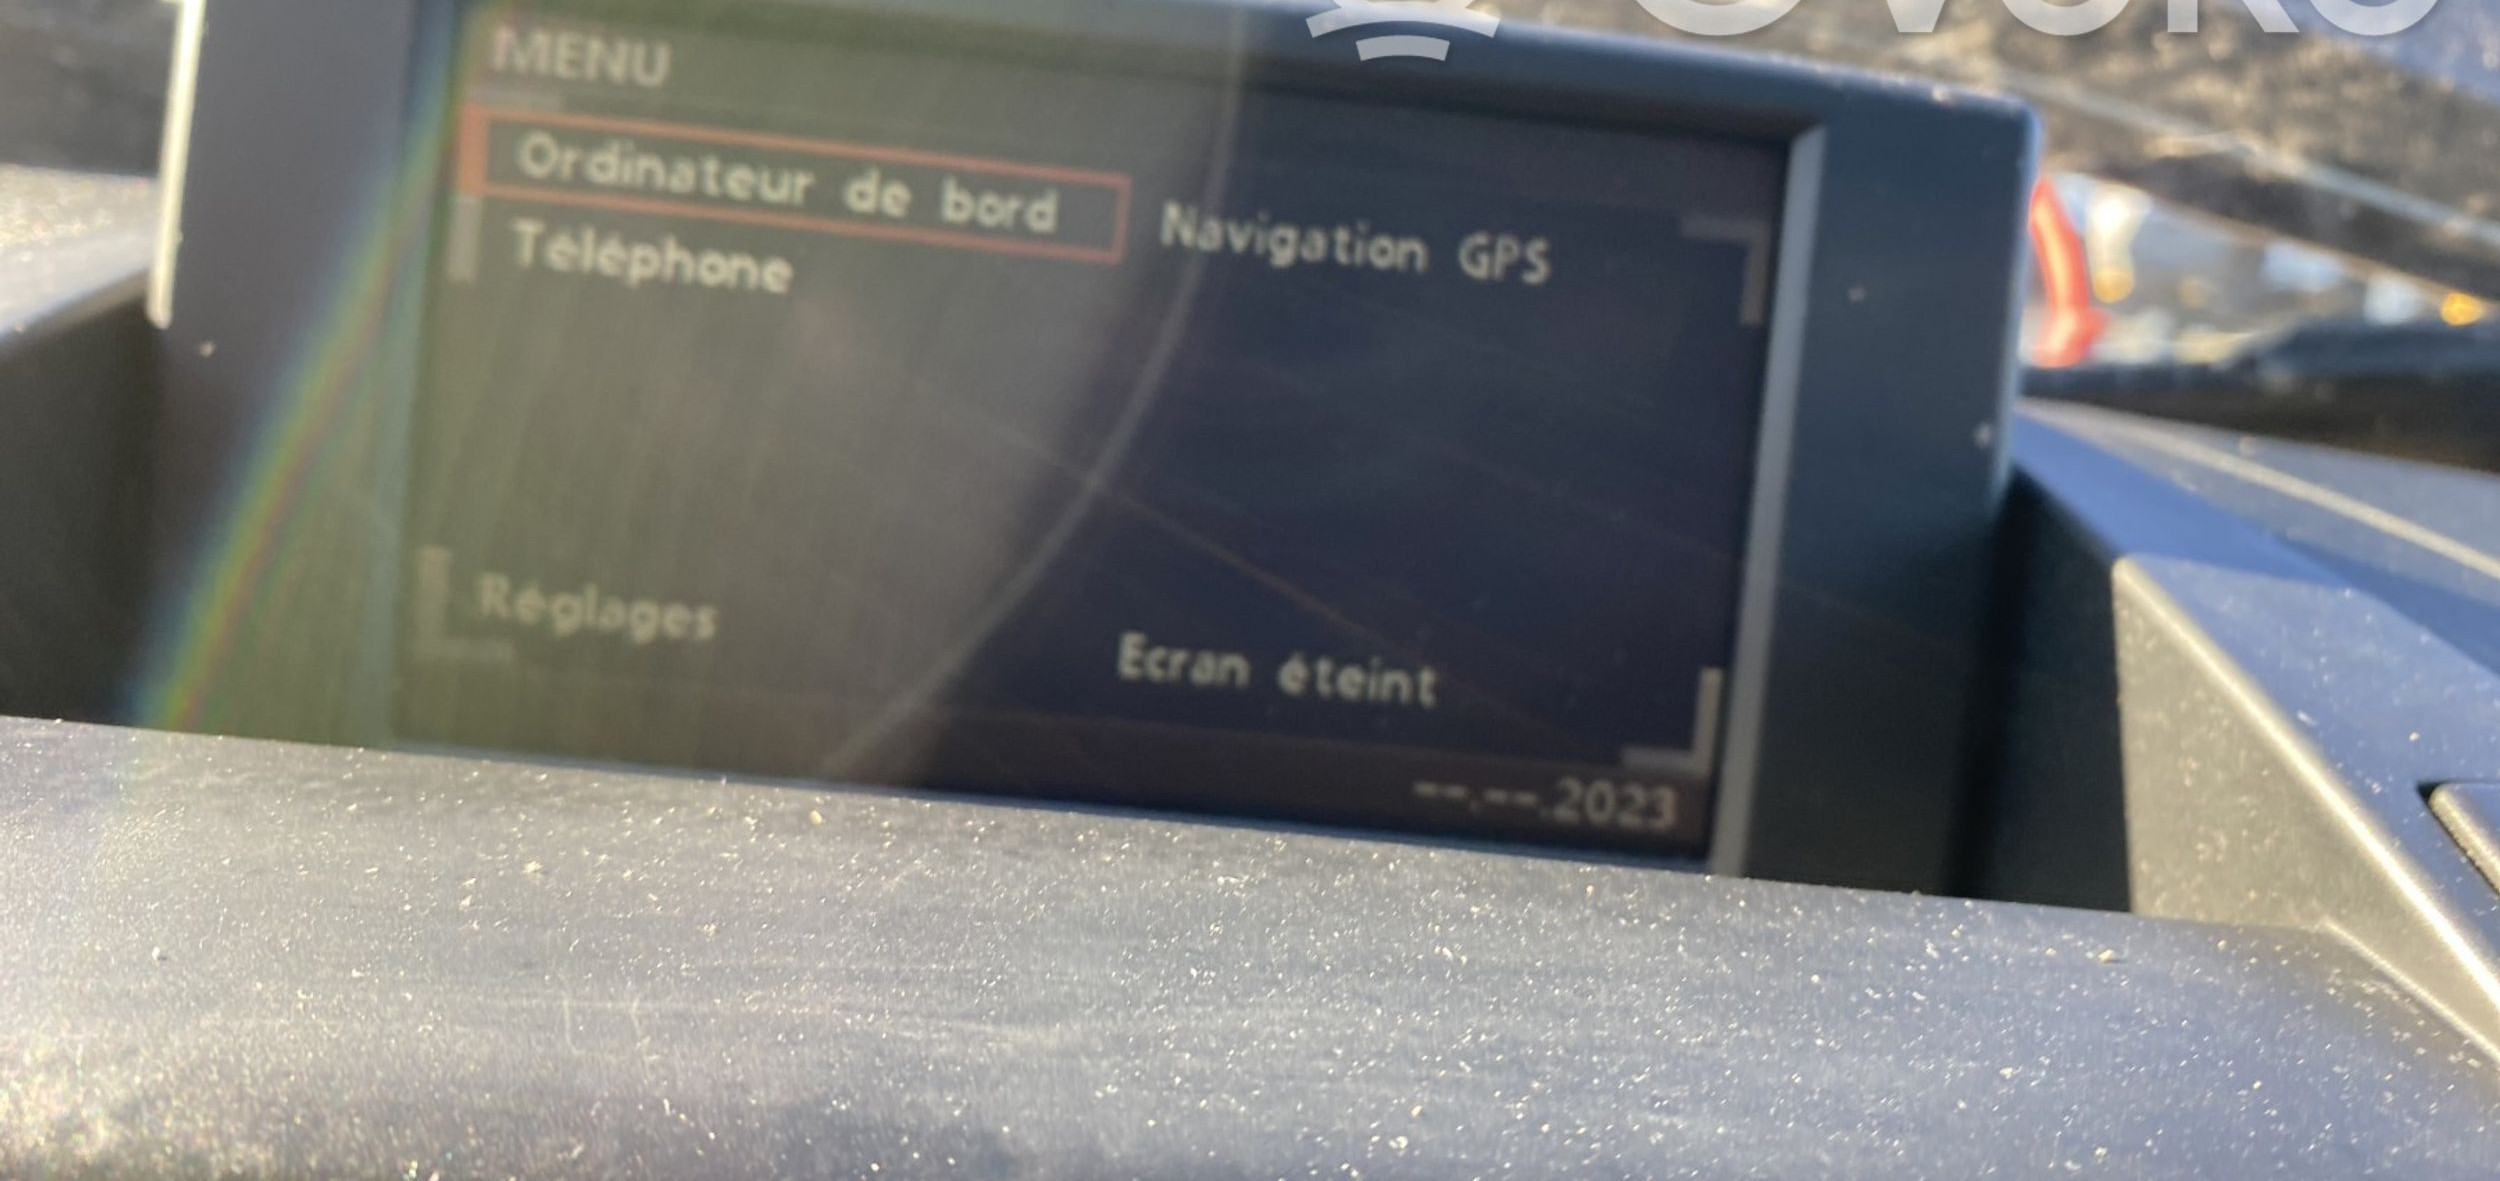 MENU
Ordinateur de bord
Navigation GPS
Téléphone
Réglages
Ecran éteint
--.--.2023